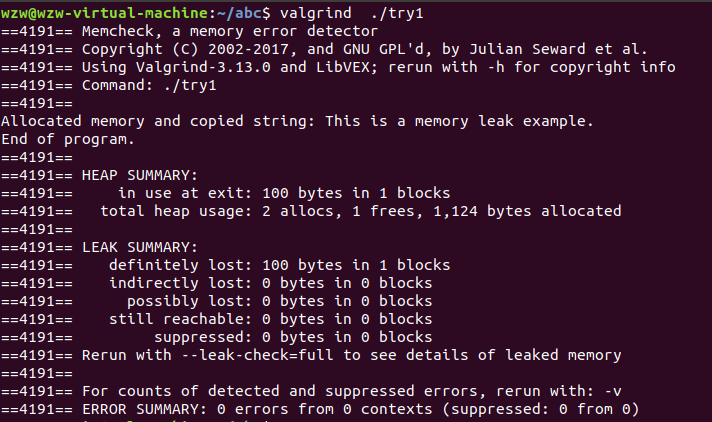 wzw@wzw-virtual-machine:~/abc$ valgrind  ./try1
==4191== Memcheck, a memory error detector
==4191== Copyright (C) 2002-2017, and GNU GPL'd, by Julian Seward et al.
==4191== Using Valgrind-3.13.0 and LibVEX; rerun with -h for copyright info
==4191== Command: ./try1
==4191==
Allocated memory and copied string: This is a memory leak example.
End of program.
==4191==
==4191== HEAP SUMMARY:
==4191==     in use at exit: 100 bytes in 1 blocks
==4191==   total heap usage: 2 allocs, 1 frees, 1,124 bytes allocated
==4191==
==4191== LEAK SUMMARY:
==4191==    definitely lost: 100 bytes in 1 blocks
==4191==    indirectly lost: 0 bytes in 0 blocks
==4191==      possibly lost: 0 bytes in 0 blocks
==4191==    still reachable: 0 bytes in 0 blocks
==4191==         suppressed: 0 bytes in 0 blocks
==4191== Rerun with --leak-check=full to see details of leaked memory
==4191==
==4191== For counts of detected and suppressed errors, rerun with: -v
==4191== ERROR SUMMARY: 0 errors from 0 contexts (suppressed: 0 from 0)